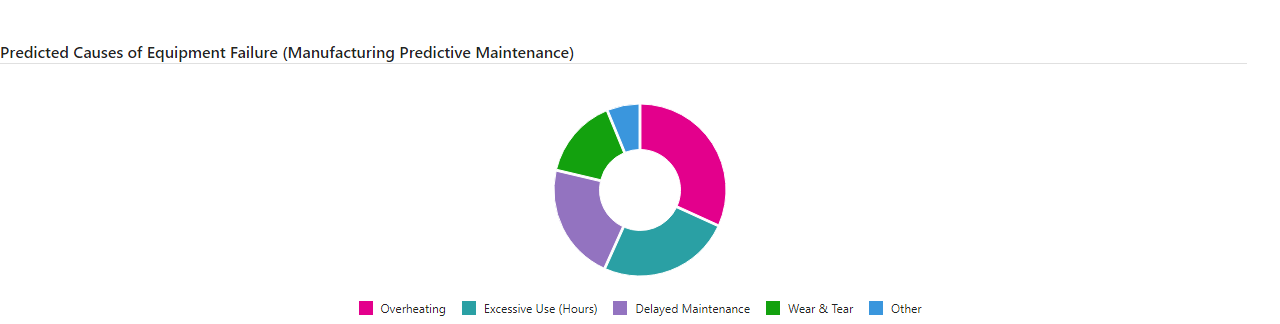 Predicted Causes of Equipment Failure (Manufacturing Predictive Maintenance)
Overheating Excessive Use (Hours) Delayed Maintenance Wear & Tear Other